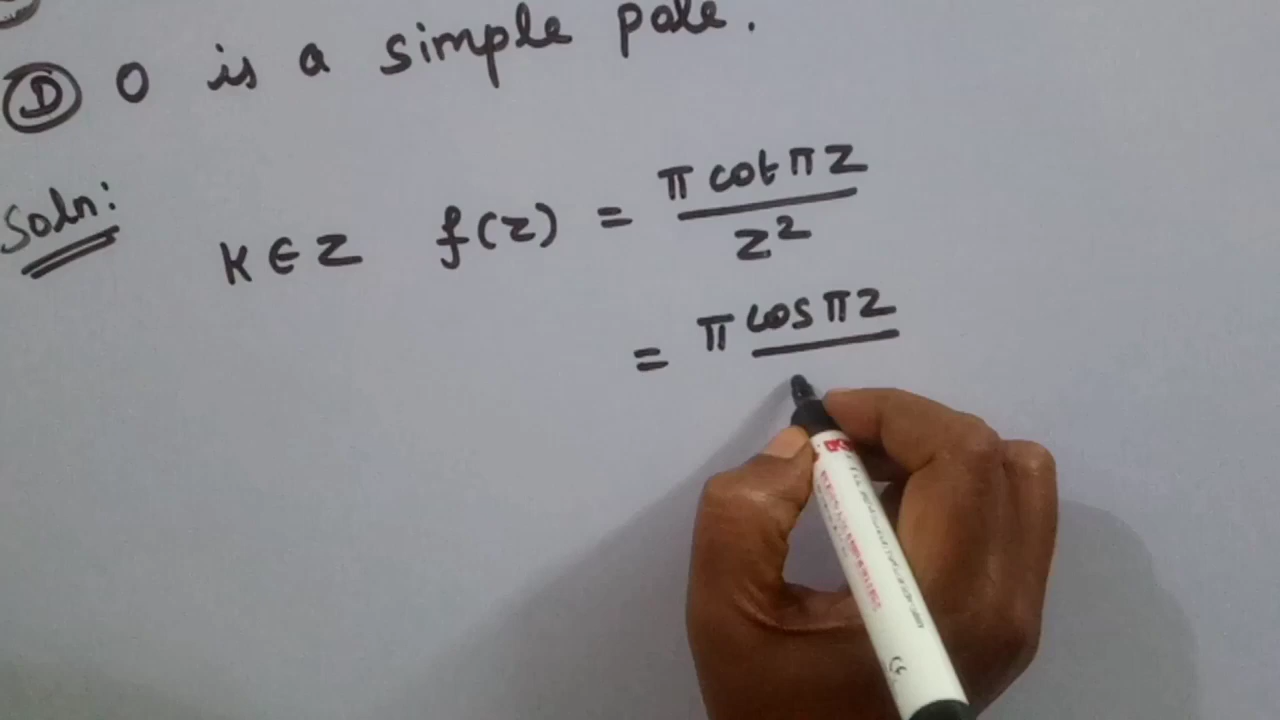 D 0 is a simple pole.
Soln:
K ∈ Z f(z) = π cot πz / z²
= π cos πz